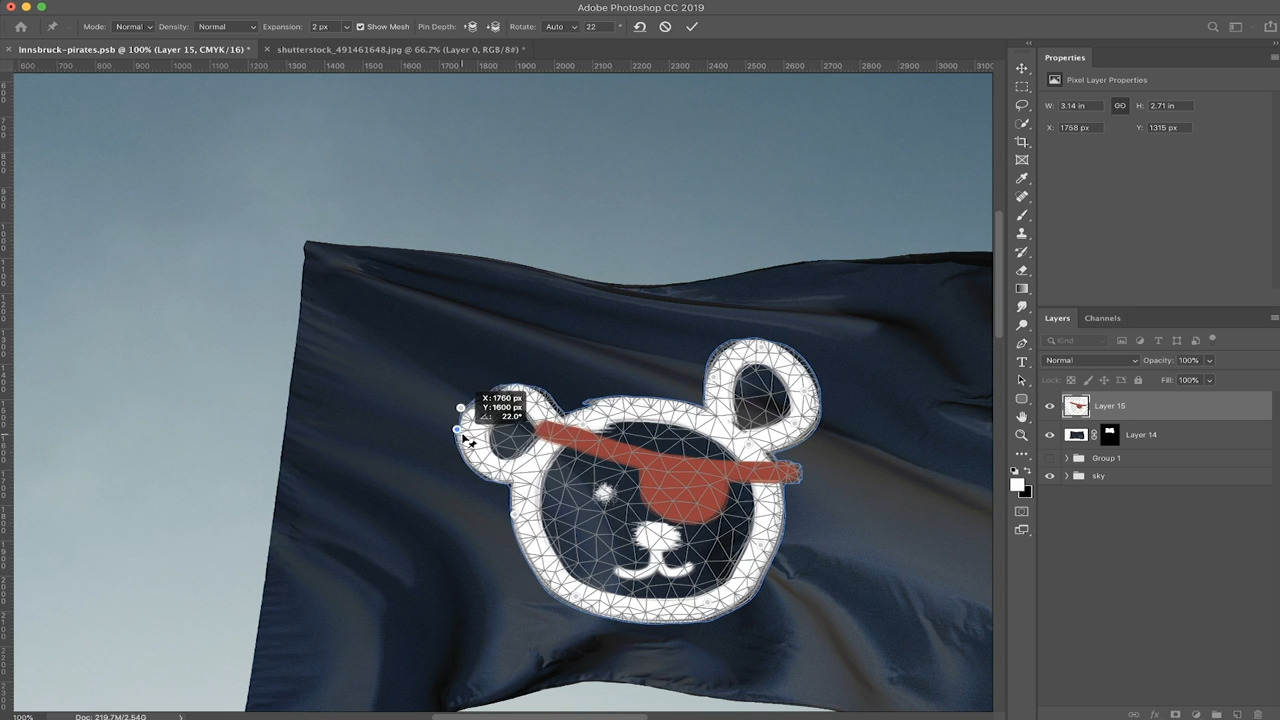 Adobe Photoshop CC 2019
Mode: Normal Density: Normal Expansion: 2 px Show Mesh Pin Depth: Rotate: Auto 22 °
Innsbruck-pirates.psb @ 100% (Layer 15, CMYK/16) * shutterstock_491461648.jpg @ 66.7% (Layer 0, RGB/8#) *
600 700 800 900 1000 1100 1200 1300 1400 1500 1600 1700 1800 1900 2000 2100 2200 2300 2400 2500 2600 2700 2800 2900 3000 3100
Properties
Pixel Layer Properties
W: 3.14 in H: 2.71 in
X: 1758 px Y: 1315 px
X: 1760 px
Y: 1600 px
22.0°
Layers Channels
Kind
Normal Opacity: 100%
Lock: Fill: 100%
Layer 15
Layer 14
Group 1
sky
100% Doc: 219.7M/2.54G